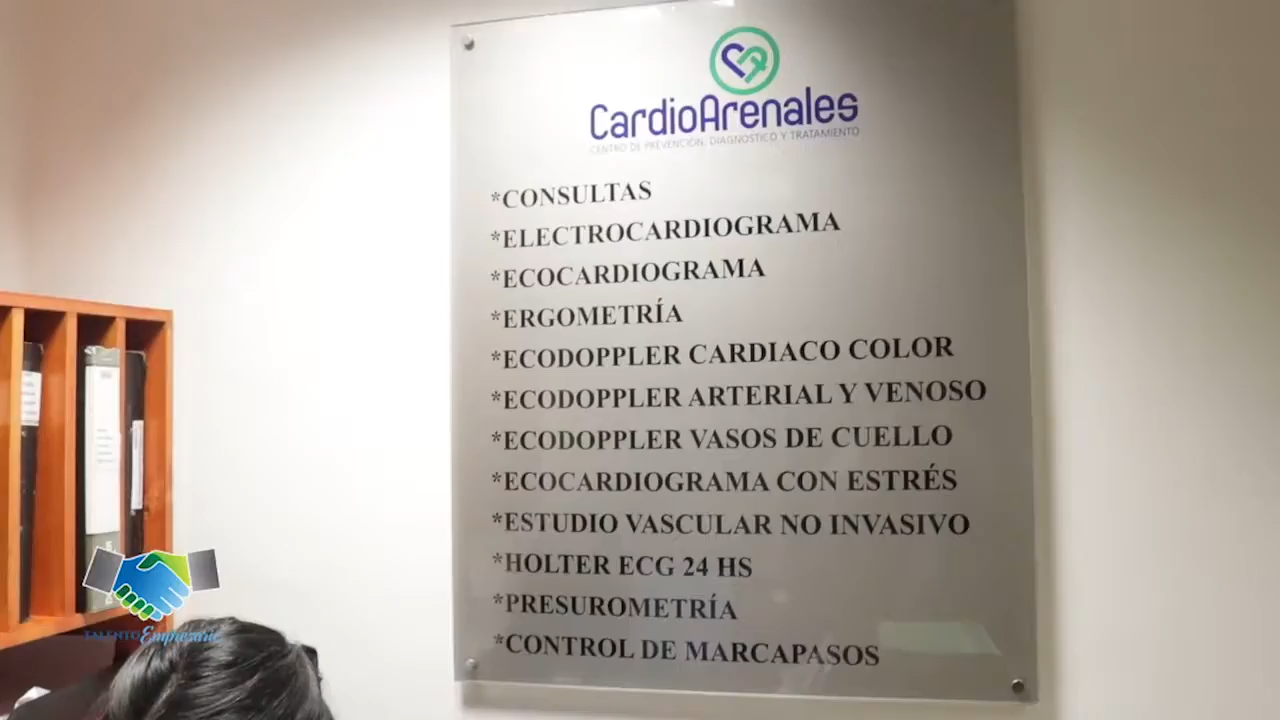 CardioArenales
CENTRO DE PREVENCIÓN, DIAGNOSTICO Y TRATAMIENTO
*CONSULTAS
*ELECTROCARDIOGRAMA
*ECOCARDIOGRAMA
*ERGOMETRÍA
*ECODOPPLER CARDIACO COLOR
*ECODOPPLER ARTERIAL Y VENOSO
*ECODOPPLER VASOS DE CUELLO
*ECOCARDIOGRAMA CON ESTRÉS
*ESTUDIO VASCULAR NO INVASIVO
*HOLTER ECG 24 HS
*PRESUROMETRÍA
*CONTROL DE MARCAPASOS
TALENTO Empresario